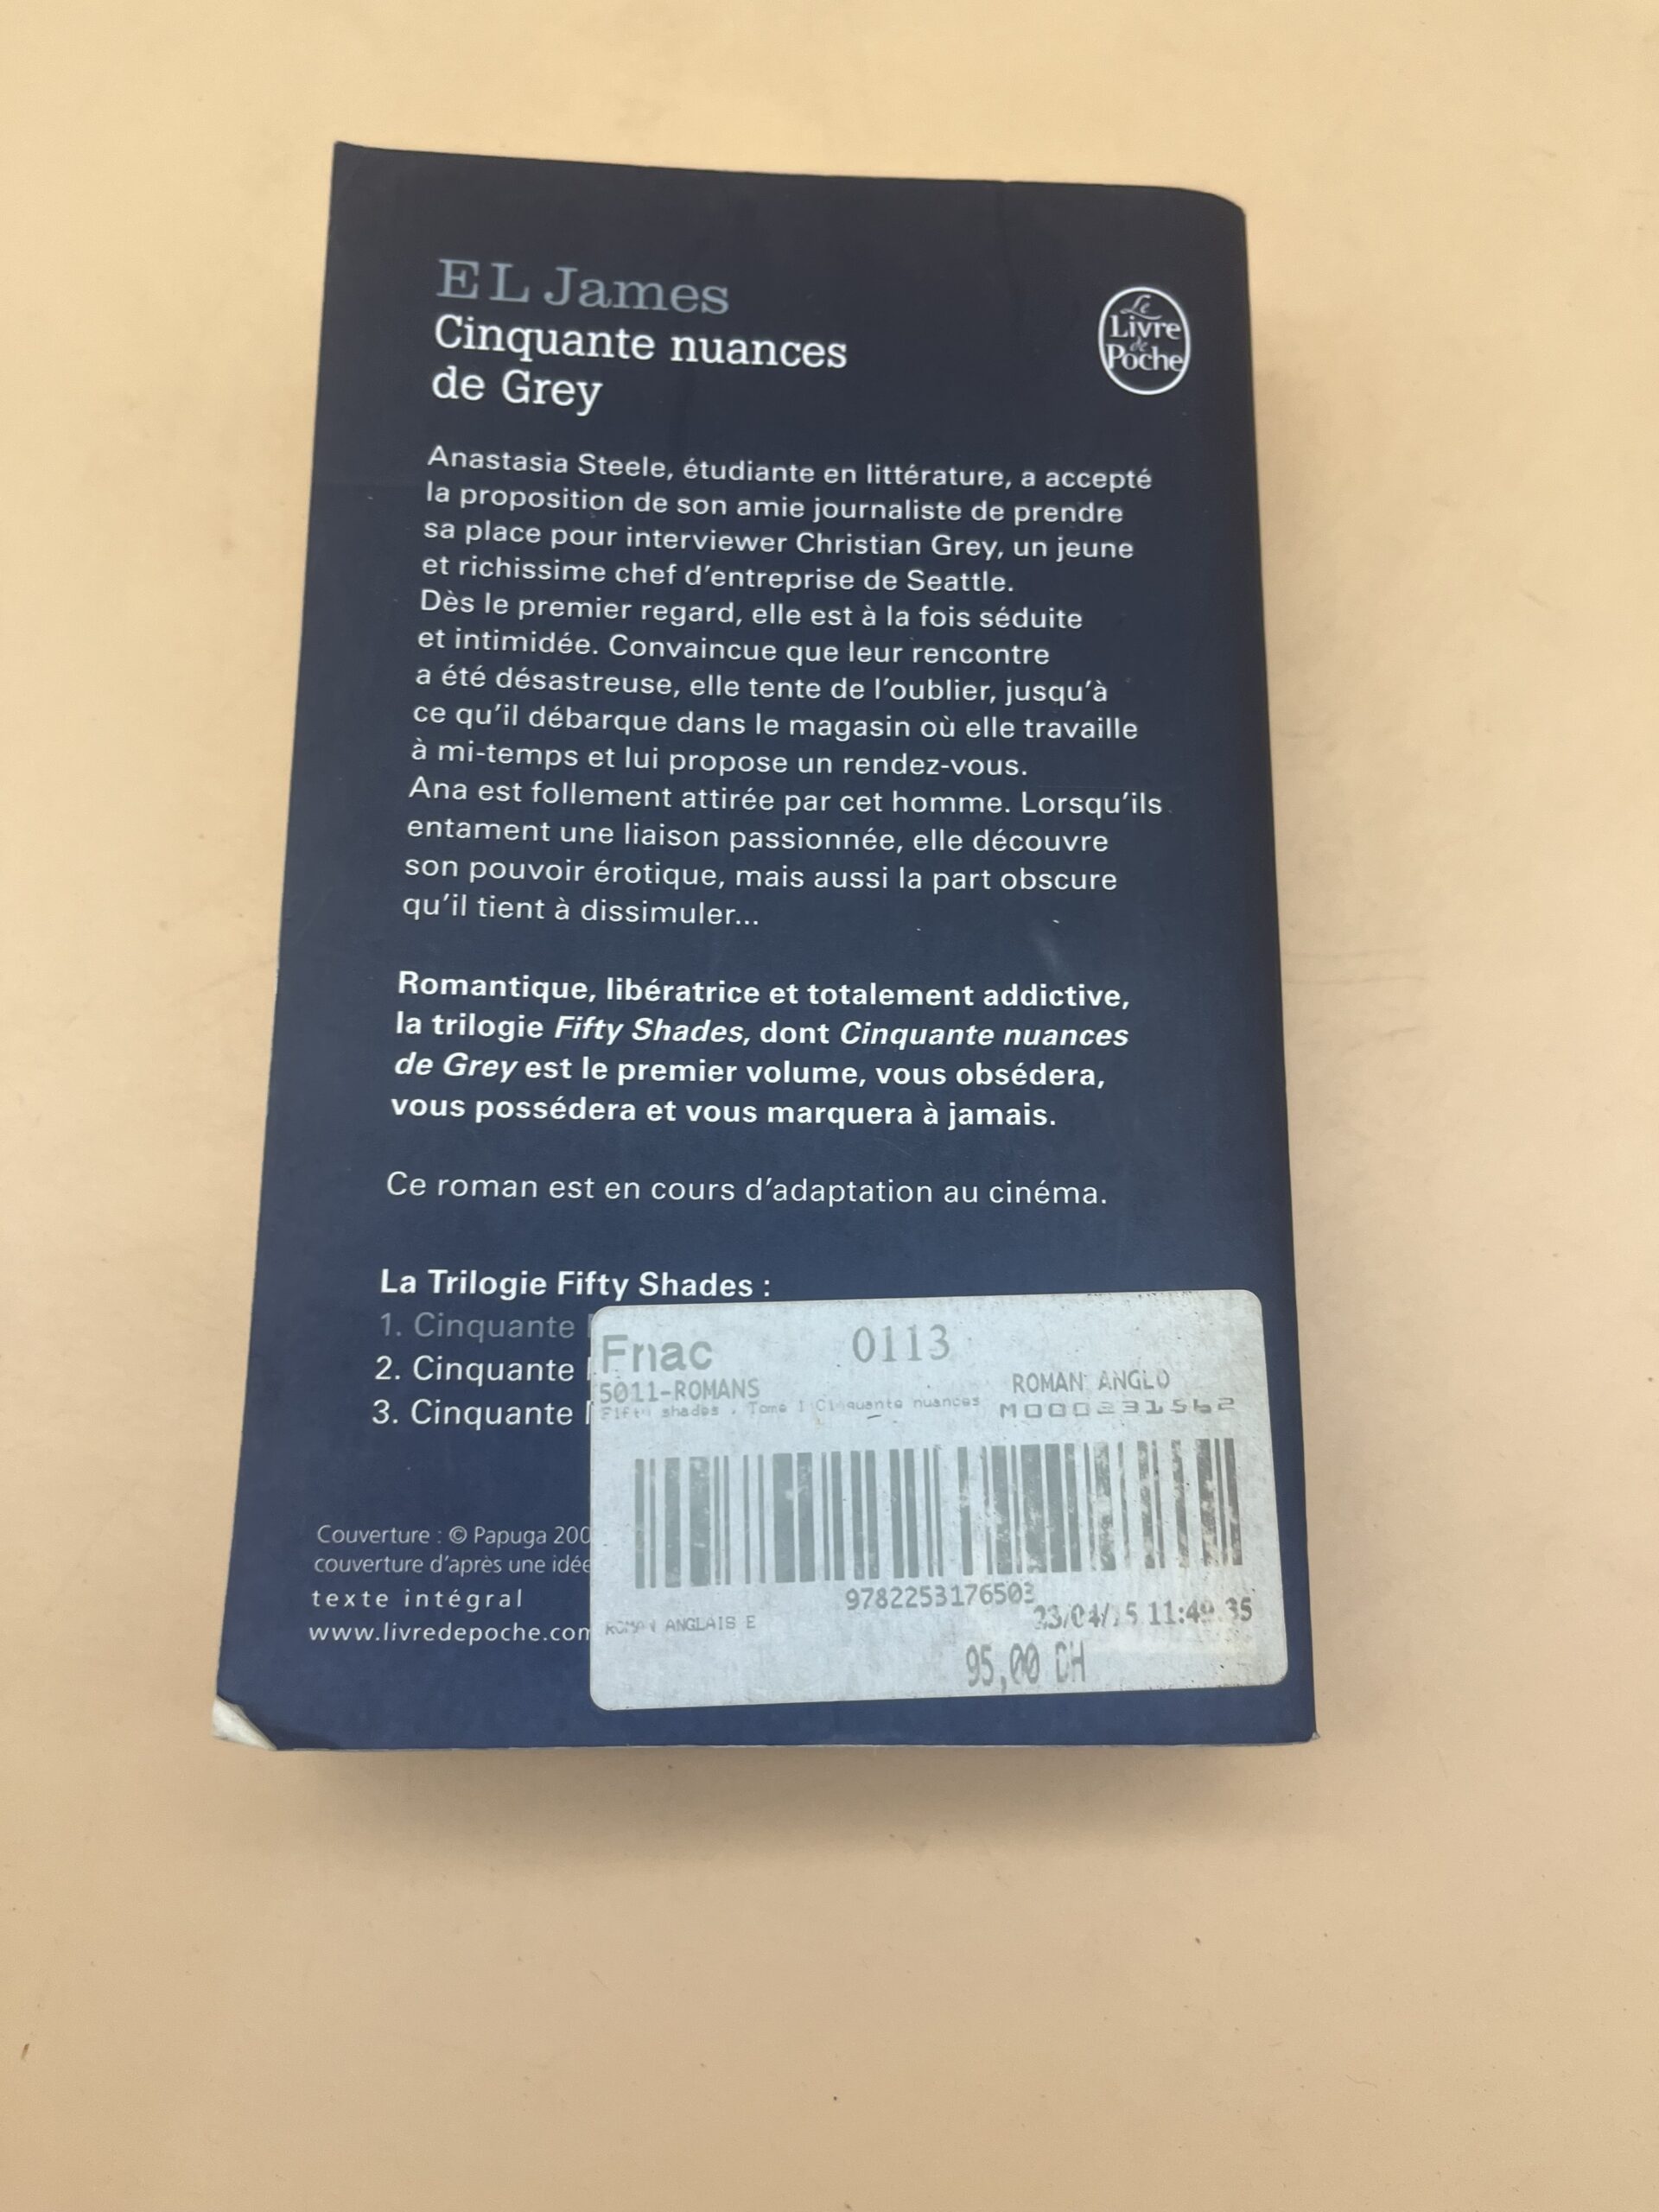 E L James
Cinquante nuances
de Grey
Le
Livre
de
Poche
Anastasia Steele, étudiante en littérature, a accepté
la proposition de son amie journaliste de prendre
sa place pour interviewer Christian Grey, un jeune
et richissime chef d'entreprise de Seattle.
Dès le premier regard, elle est à la fois séduite
et intimidée. Convaincue que leur rencontre
a été désastreuse, elle tente de l'oublier, jusqu'à
ce qu'il débarque dans le magasin où elle travaille
à mi-temps et lui propose un rendez-vous.
Ana est follement attirée par cet homme. Lorsqu'ils
entament une liaison passionnée, elle découvre
son pouvoir érotique, mais aussi la part obscure
qu'il tient à dissimuler...
Romantique, libératrice et totalement addictive,
la trilogie Fifty Shades, dont Cinquante nuances
de Grey est le premier volume, vous obsédera,
vous possédera et vous marquera à jamais.
Ce roman est en cours d'adaptation au cinéma.
La Trilogie Fifty Shades :
1. Cinquante
2. Cinquante
3. Cinquante
Fnac 0113
5011-ROMANS ROMAN ANGLO
Fifty shades . Tome 1 Cinquante nuances M000231562
9782253176503
11:49:35
ROMAN ANGLAIS E
95,00 DH
Couverture : © Papuga 200
couverture d'après une idée
texte intégral
www.livredepoche.com